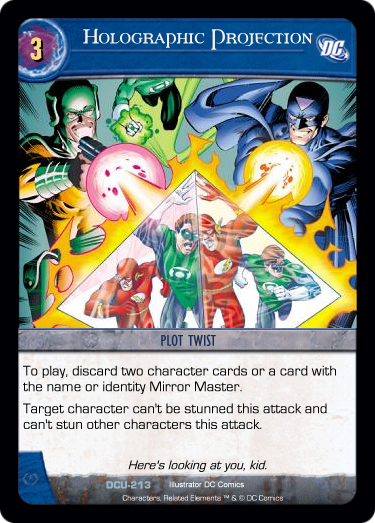 3
Holographic Projection
DC
PLOT TWIST
To play, discard two character cards or a card with
the name or identity Mirror Master.
Target character can't be stunned this attack and
can't stun other characters this attack.
Here's looking at you, kid.
DCU-213 Illustrator DC Comics
Characters, Related Elements ™ & © DC Comics